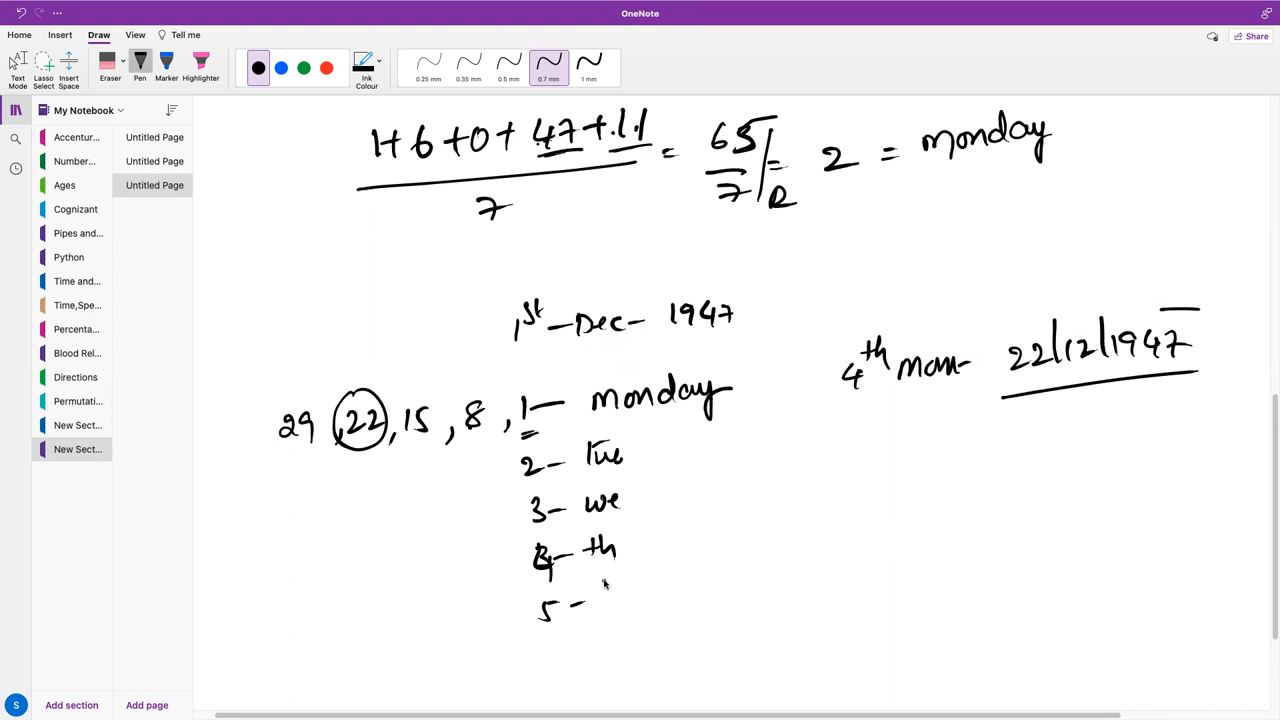 OneNote
Home Insert Draw View Tell me
Share
Text Mode
Lasso Select
Insert Space
Eraser
Pen
Marker
Highlighter
Ink Colour
0.25 mm 0.35 mm 0.5 mm 0.7 mm 1 mm
My Notebook
Accentur...
Number...
Ages
Cognizant
Pipes and...
Python
Time and...
Time,Spe...
Percenta...
Blood Rel...
Directions
Permutati...
New Sect...
New Sect...
Untitled Page
Untitled Page
Untitled Page
Add section
Add page
S
1+6+0+47+11 = 65 = 2 = monday
7 7 R
1st - Dec - 1947
4th mon- 22/12/1947
29, 22, 15, 8, 1- monday
2- Tue
3- we
4- th
5-